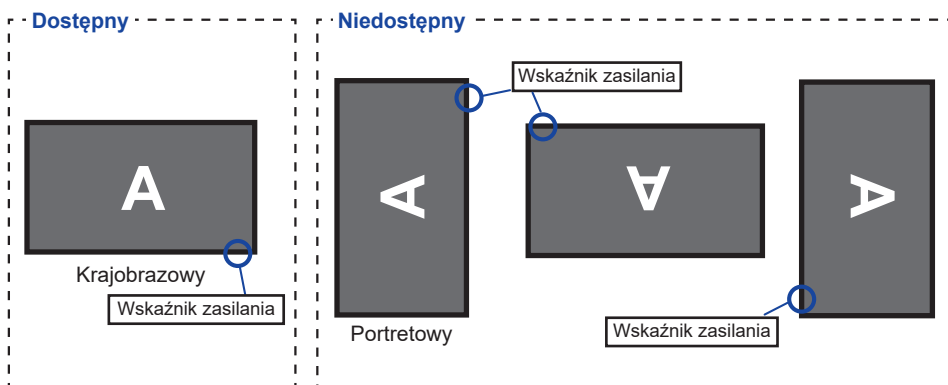 Dostępny
Niedostępny
Wskaźnik zasilania
A
A
A
A
Krajobrazowy
Wskaźnik zasilania
Wskaźnik zasilania
Portretowy